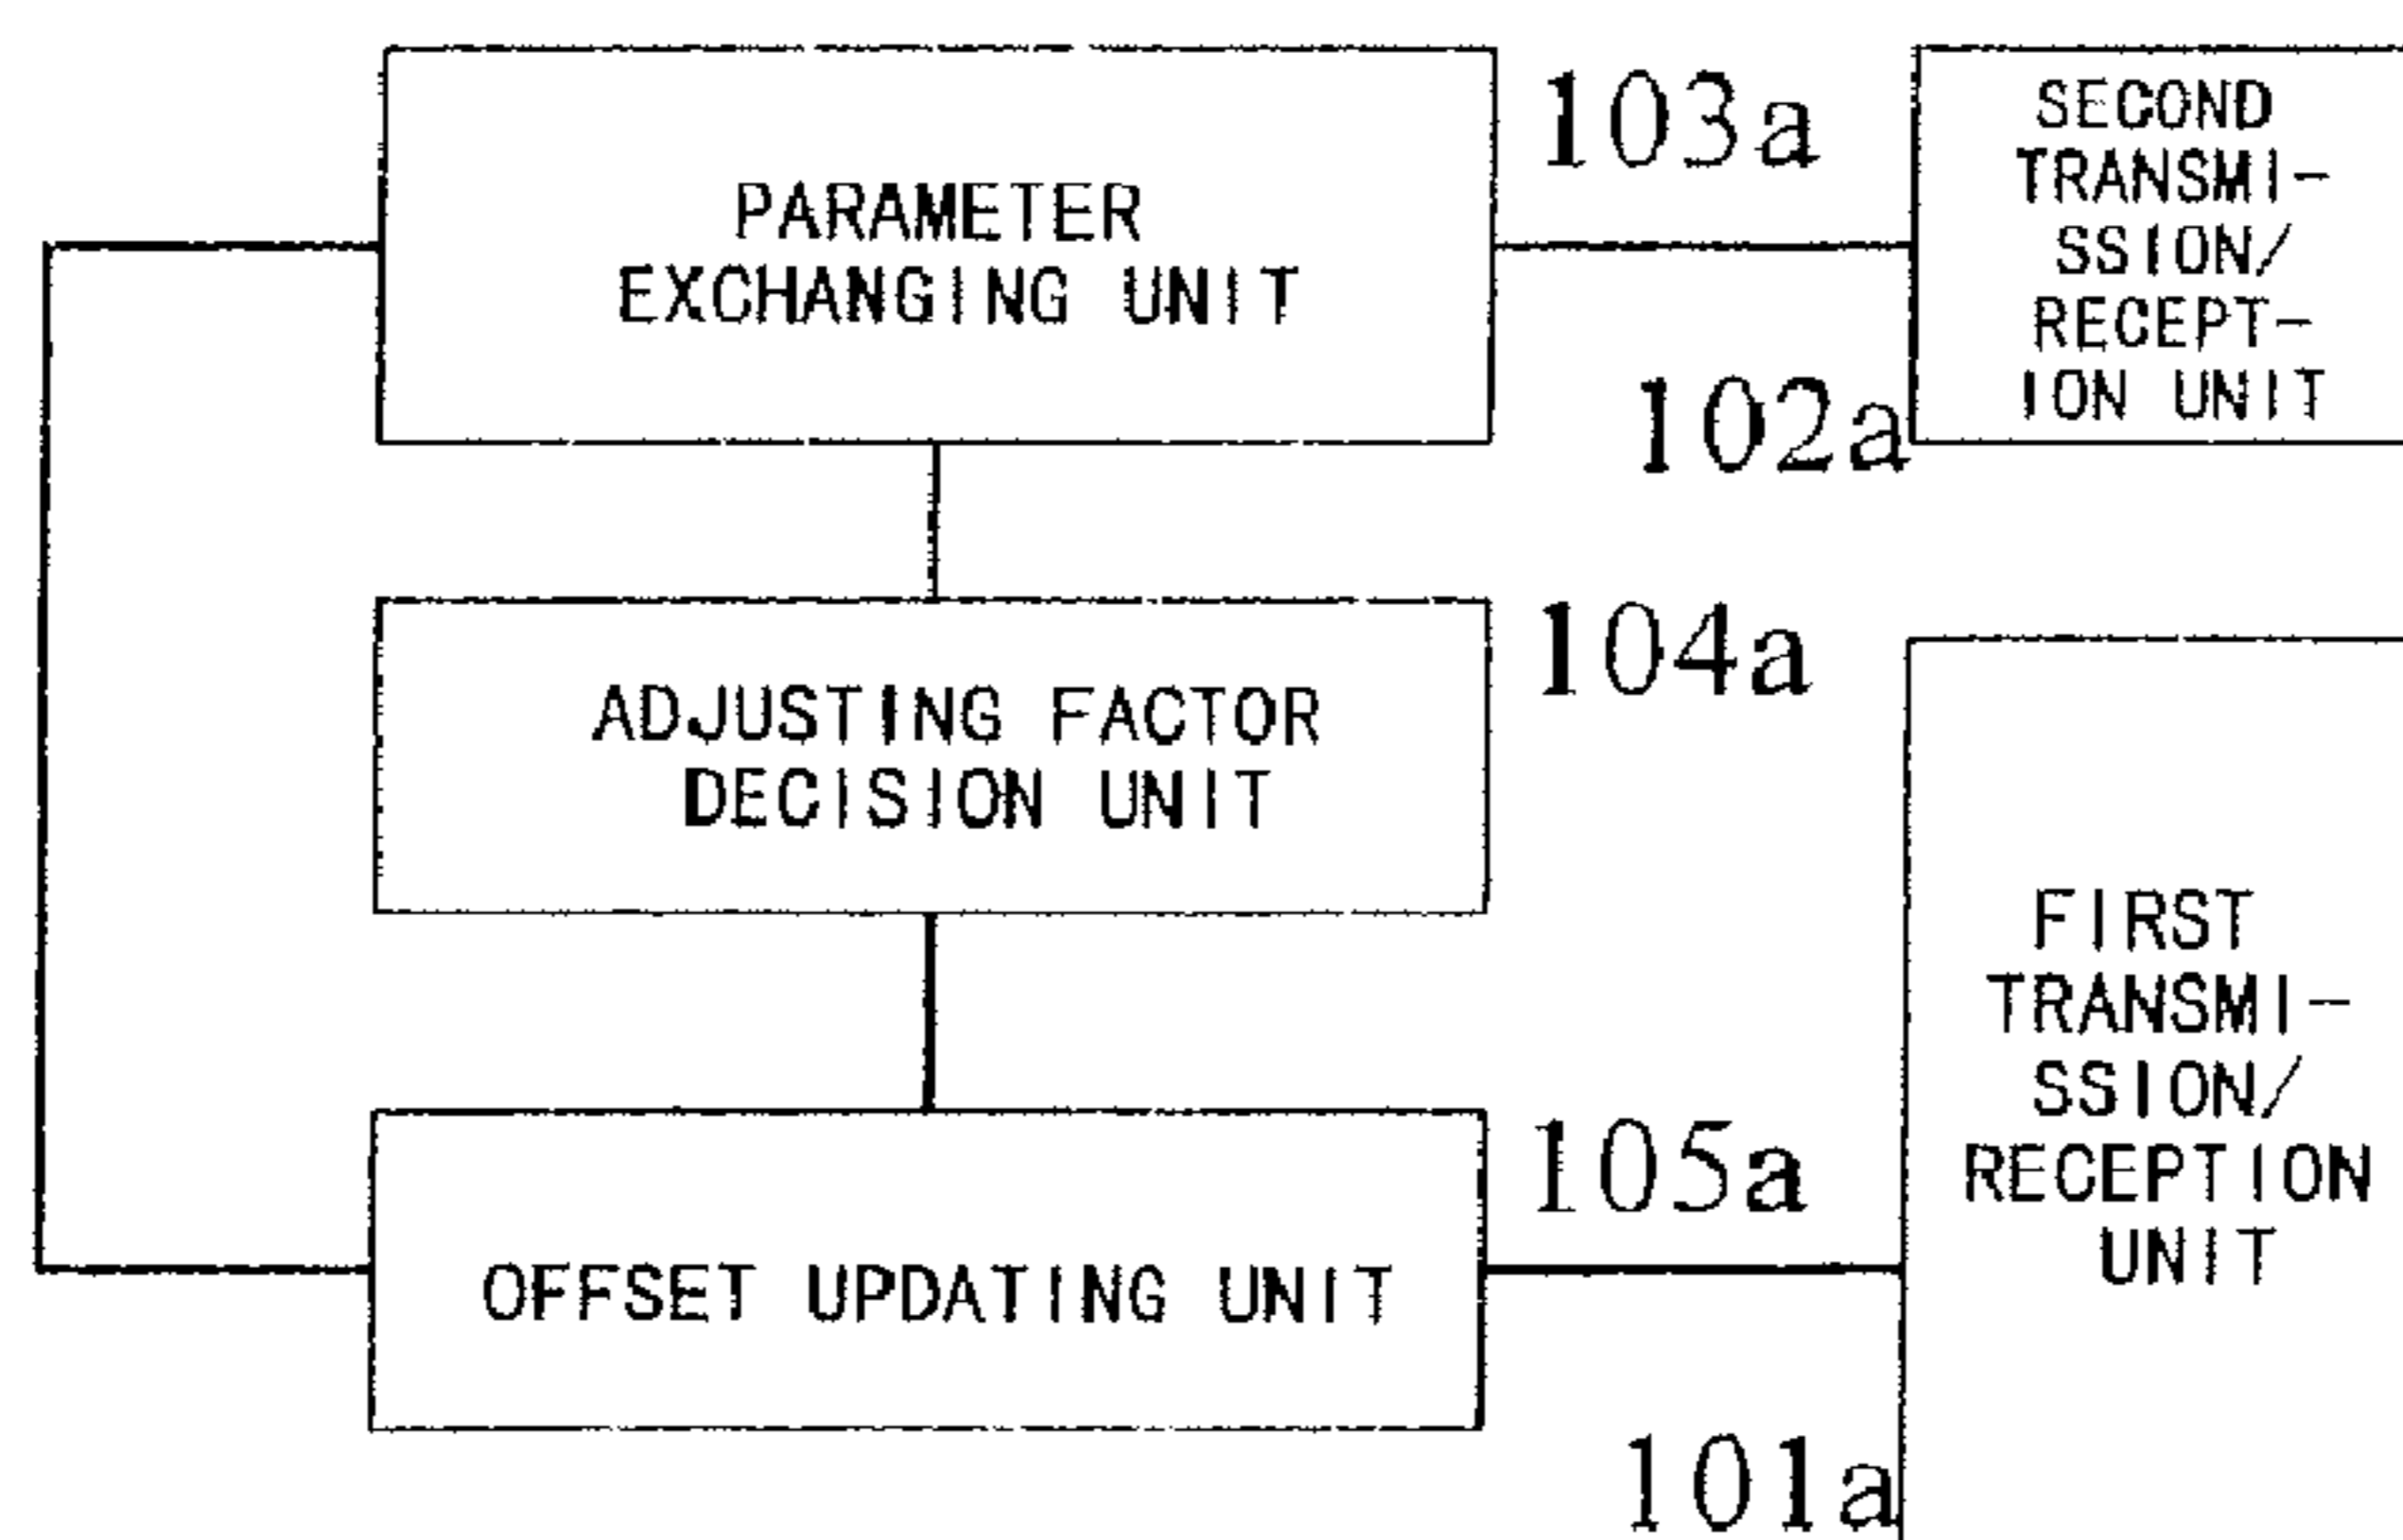 PARAMETER
EXCHANGING UNIT
103a
SECOND
TRANSMI-
SSION/
RECEPT-
ION UNIT
102a
ADJUSTING FACTOR
DECISION UNIT
104a
FIRST
TRANSMI-
SSION/
RECEPTION
UNIT
OFFSET UPDATING UNIT
105a
101a